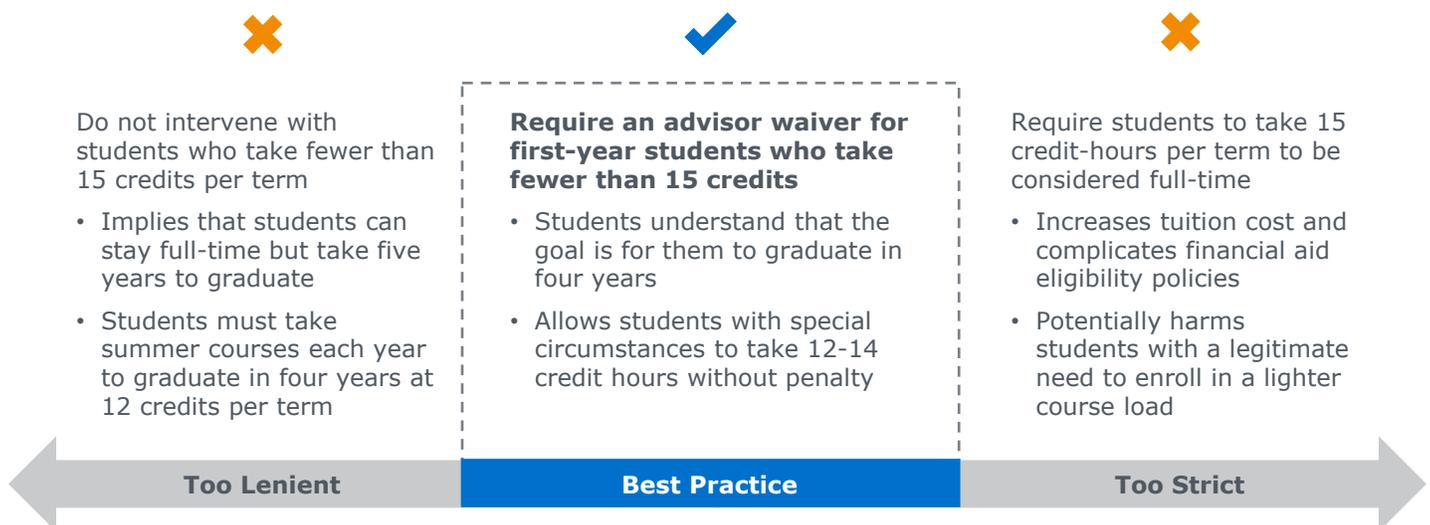 Do not intervene with
students who take fewer than
15 credits per term
• Implies that students can
stay full-time but take five
years to graduate
• Students must take
summer courses each year
to graduate in four years at
12 credits per term
Require an advisor waiver for
first-year students who take
fewer than 15 credits
• Students understand that the
goal is for them to graduate in
four years
• Allows students with special
circumstances to take 12-14
credit hours without penalty
Require students to take 15
credit-hours per term to be
considered full-time
• Increases tuition cost and
complicates financial aid
eligibility policies
• Potentially harms
students with a legitimate
need to enroll in a lighter
course load
Too Lenient
Best Practice
Too Strict